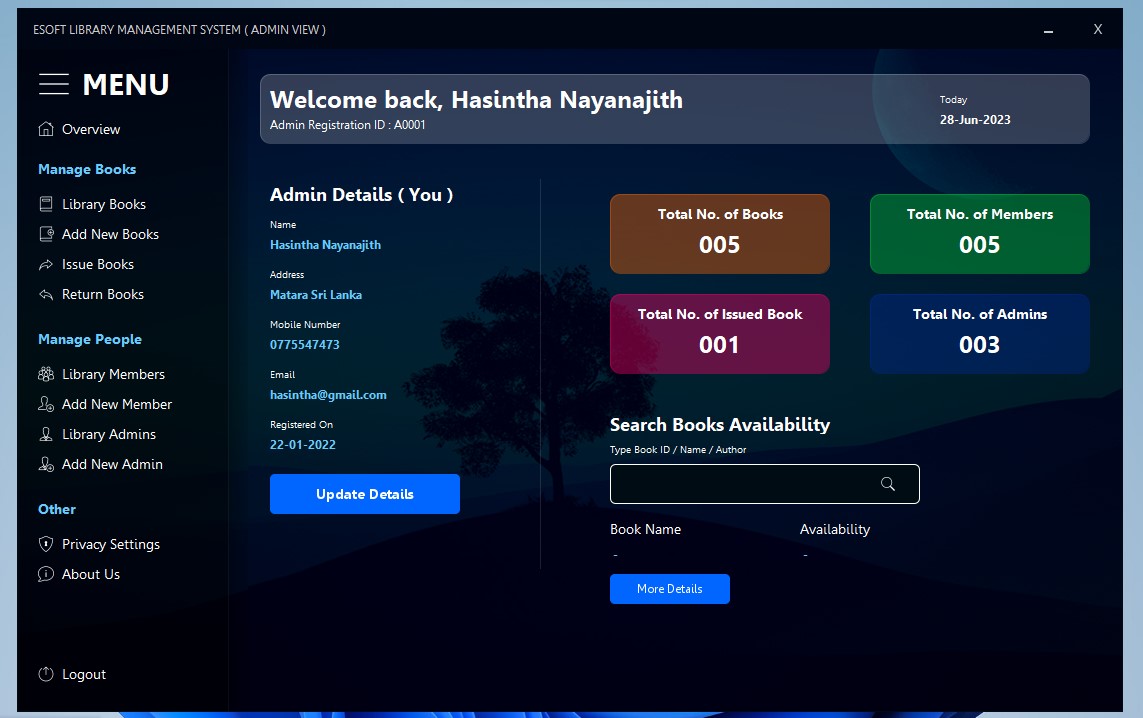 ESOFT LIBRARY MANAGEMENT SYSTEM ( ADMIN VIEW )
X
MENU
Overview
Manage Books
Library Books
Add New Books
Issue Books
Return Books
Manage People
Library Members
Add New Member
Library Admins
Add New Admin
Other
Privacy Settings
About Us
Logout
Welcome back, Hasintha Nayanajith
Admin Registration ID : A0001
Today
28-Jun-2023
Admin Details ( You )
Name
Hasintha Nayanajith
Address
Matara Sri Lanka
Mobile Number
0775547473
Email
hasintha@gmail.com
Registered On
22-01-2022
Update Details
Total No. of Books
005
Total No. of Members
005
Total No. of Issued Book
001
Total No. of Admins
003
Search Books Availability
Type Book ID / Name / Author
Book Name Availability
- -
More Details